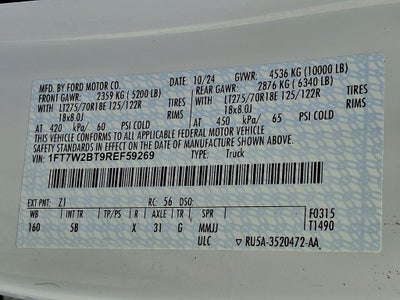 MFD. BY FORD MOTOR CO. 10/24 GVWR: 4536 KG (10000 LB)
FRONT GAWR: 2359 KG (5200 LB) REAR GAWR: 2876 KG (6340 LB)
LT275/70R18E 125/122R TIRES LT275/70R18E 125/122R TIRES
18x8.0J RIMS 18x8.0J RIMS
AT 420 kPa/ 60 PSI COLD AT 450 kPa/ 65 PSI COLD
THIS VEHICLE CONFORMS TO ALL APPLICABLE FEDERAL MOTOR VEHICLE
SAFETY STANDARDS IN EFFECT ON THE DATE OF MANUFACTURE SHOWN ABOVE.
VIN: 1FT7W2BT9REF59269 TYPE: Truck
EXT PNT: Z1 RC: 56 DSO:
WB INT TR TP/PS R AXLE TR SPR F0315
160 5B X 31 G MMJJ T1490
ULC RU5A-3520472-AA